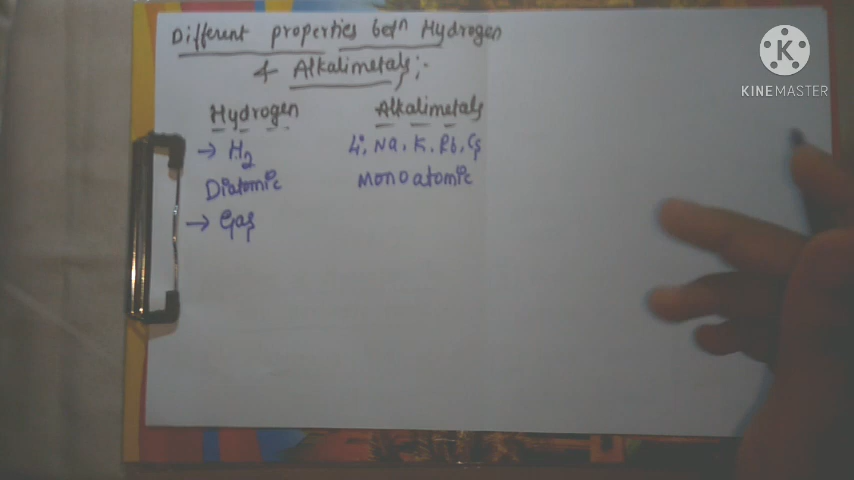 Different properties betn Hydrogen
& Alkalimetals;-
Hydrogen Alkalimetals
→ H2 Li, Na, K, Rb, Cs
Diatomic Monoatomic
→ Gas
K
KINEMASTER